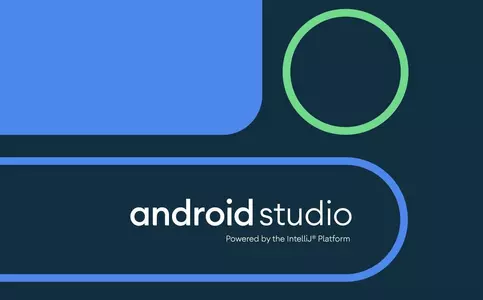 android studio
Powered by the IntelliJ® Platform